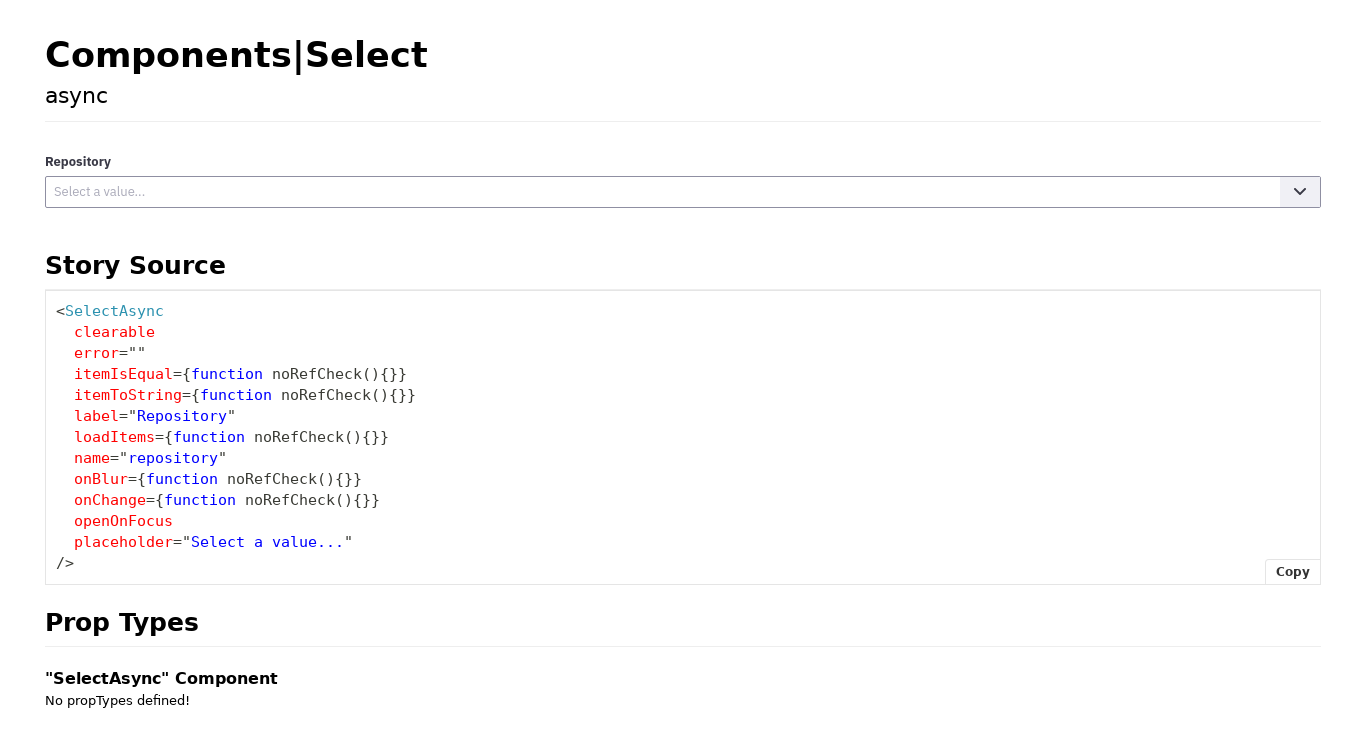 Components|Select
async
Repository
Select a value...
Story Source
<SelectAsync
  clearable
  error=""
  itemIsEqual={function noRefCheck(){}}
  itemToString={function noRefCheck(){}}
  label="Repository"
  loadItems={function noRefCheck(){}}
  name="repository"
  onBlur={function noRefCheck(){}}
  onChange={function noRefCheck(){}}
  openOnFocus
  placeholder="Select a value..."
/>
Copy
Prop Types
"SelectAsync" Component
No propTypes defined!